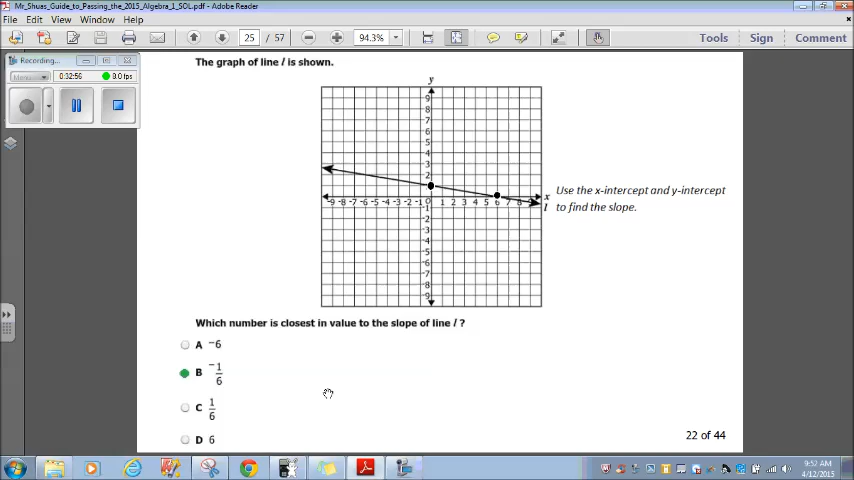 Mr_Shuas_Guide_to_Passing_the_2015_Algebra_1_SOL.pdf - Adobe Reader
File Edit View Window Help
25 / 57 94.3% Tools Sign Comment
Recording...
Menu 0:32:56 8.0 fps
The graph of line l is shown.
y
9
8
7
6
5
4
3
2
1
x
-9 -8 -7 -6 -5 -4 -3 -2 -1 0 1 2 3 4 5 6 7 8 9
l
-1
-2
-3
-4
-5
-6
-7
-8
-9
Use the x-intercept and y-intercept
to find the slope.
Which number is closest in value to the slope of line l ?
A -6
B -1/6
C 1/6
D 6
22 of 44
9:52 AM
4/12/2015